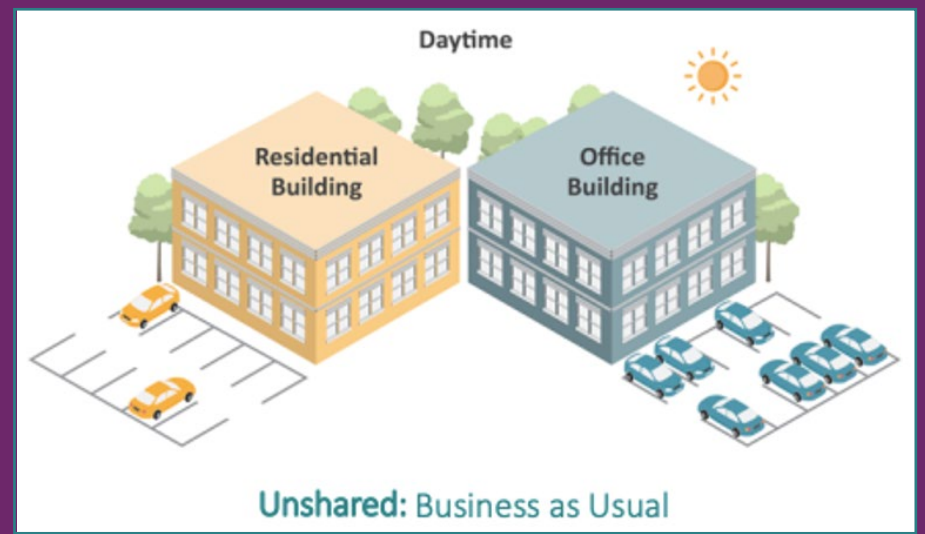 Daytime
Residential
Building
Office
Building
Unshared: Business as Usual